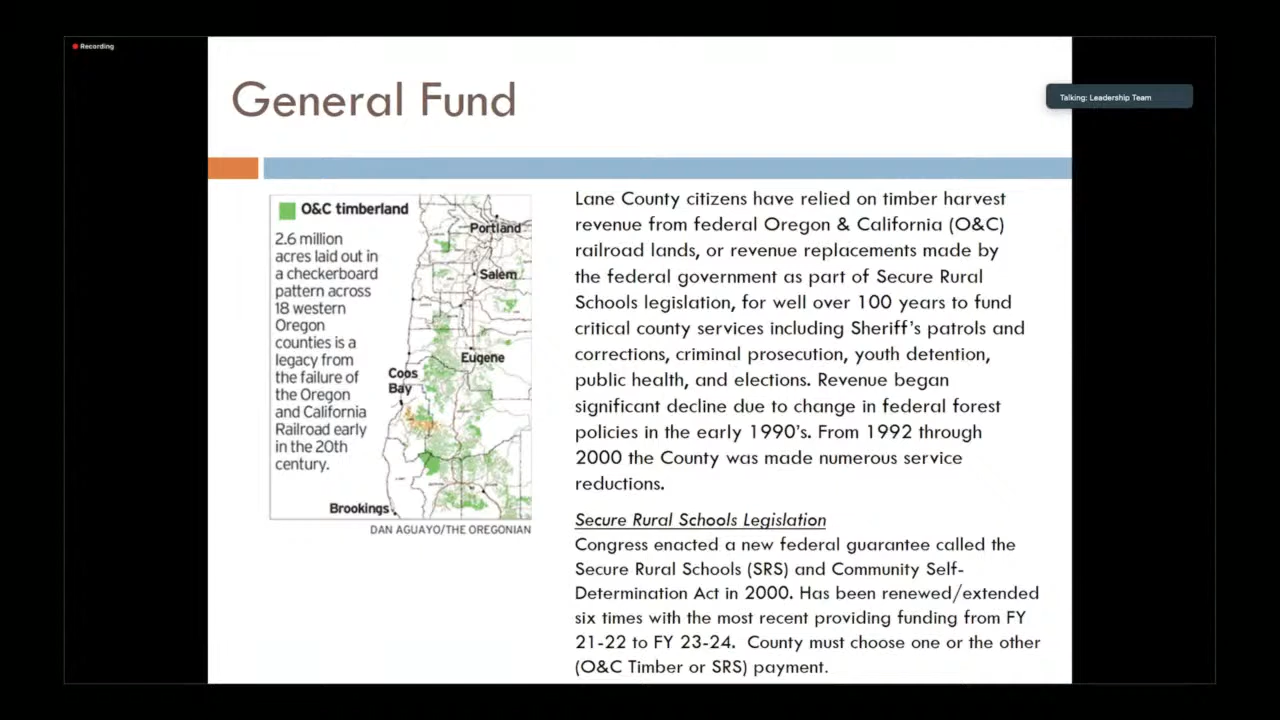 Recording
General Fund
Talking: Leadership Team
O&C timberland
2.6 million
acres laid out in
a checkerboard
pattern across
18 western
Oregon
counties is a
legacy from
the failure of
the Oregon
and California
Railroad early
in the 20th
century.
Portland
Salem
Eugene
Coos
Bay
Brookings
DAN AGUAYO/THE OREGONIAN
Lane County citizens have relied on timber harvest
revenue from federal Oregon & California (O&C)
railroad lands, or revenue replacements made by
the federal government as part of Secure Rural
Schools legislation, for well over 100 years to fund
critical county services including Sheriff's patrols and
corrections, criminal prosecution, youth detention,
public health, and elections. Revenue began
significant decline due to change in federal forest
policies in the early 1990's. From 1992 through
2000 the County was made numerous service
reductions.
Secure Rural Schools Legislation
Congress enacted a new federal guarantee called the
Secure Rural Schools (SRS) and Community Self-
Determination Act in 2000. Has been renewed/extended
six times with the most recent providing funding from FY
21-22 to FY 23-24. County must choose one or the other
(O&C Timber or SRS) payment.